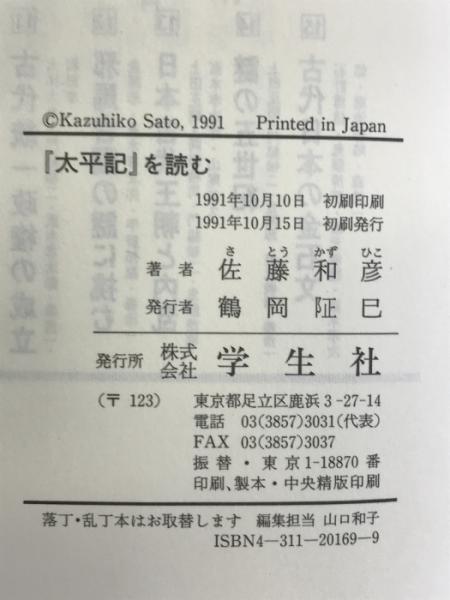 ©Kazuhiko Sato, 1991 Printed in Japan
『太平記』を読む
1991年10月10日 初刷印刷
1991年10月15日 初刷発行
著者 佐藤和彦
さとうかずひこ
発行者 鶴岡阷巳
発行所 株式会社 学生社
(〒123) 東京都足立区鹿浜3-27-14
電話 03(3857)3031(代表)
FAX 03(3857)3037
振替・東京1-18870番
印刷、製本・中央精版印刷
落丁・乱丁本はお取替します 編集担当 山口和子
ISBN4-311-20169-9